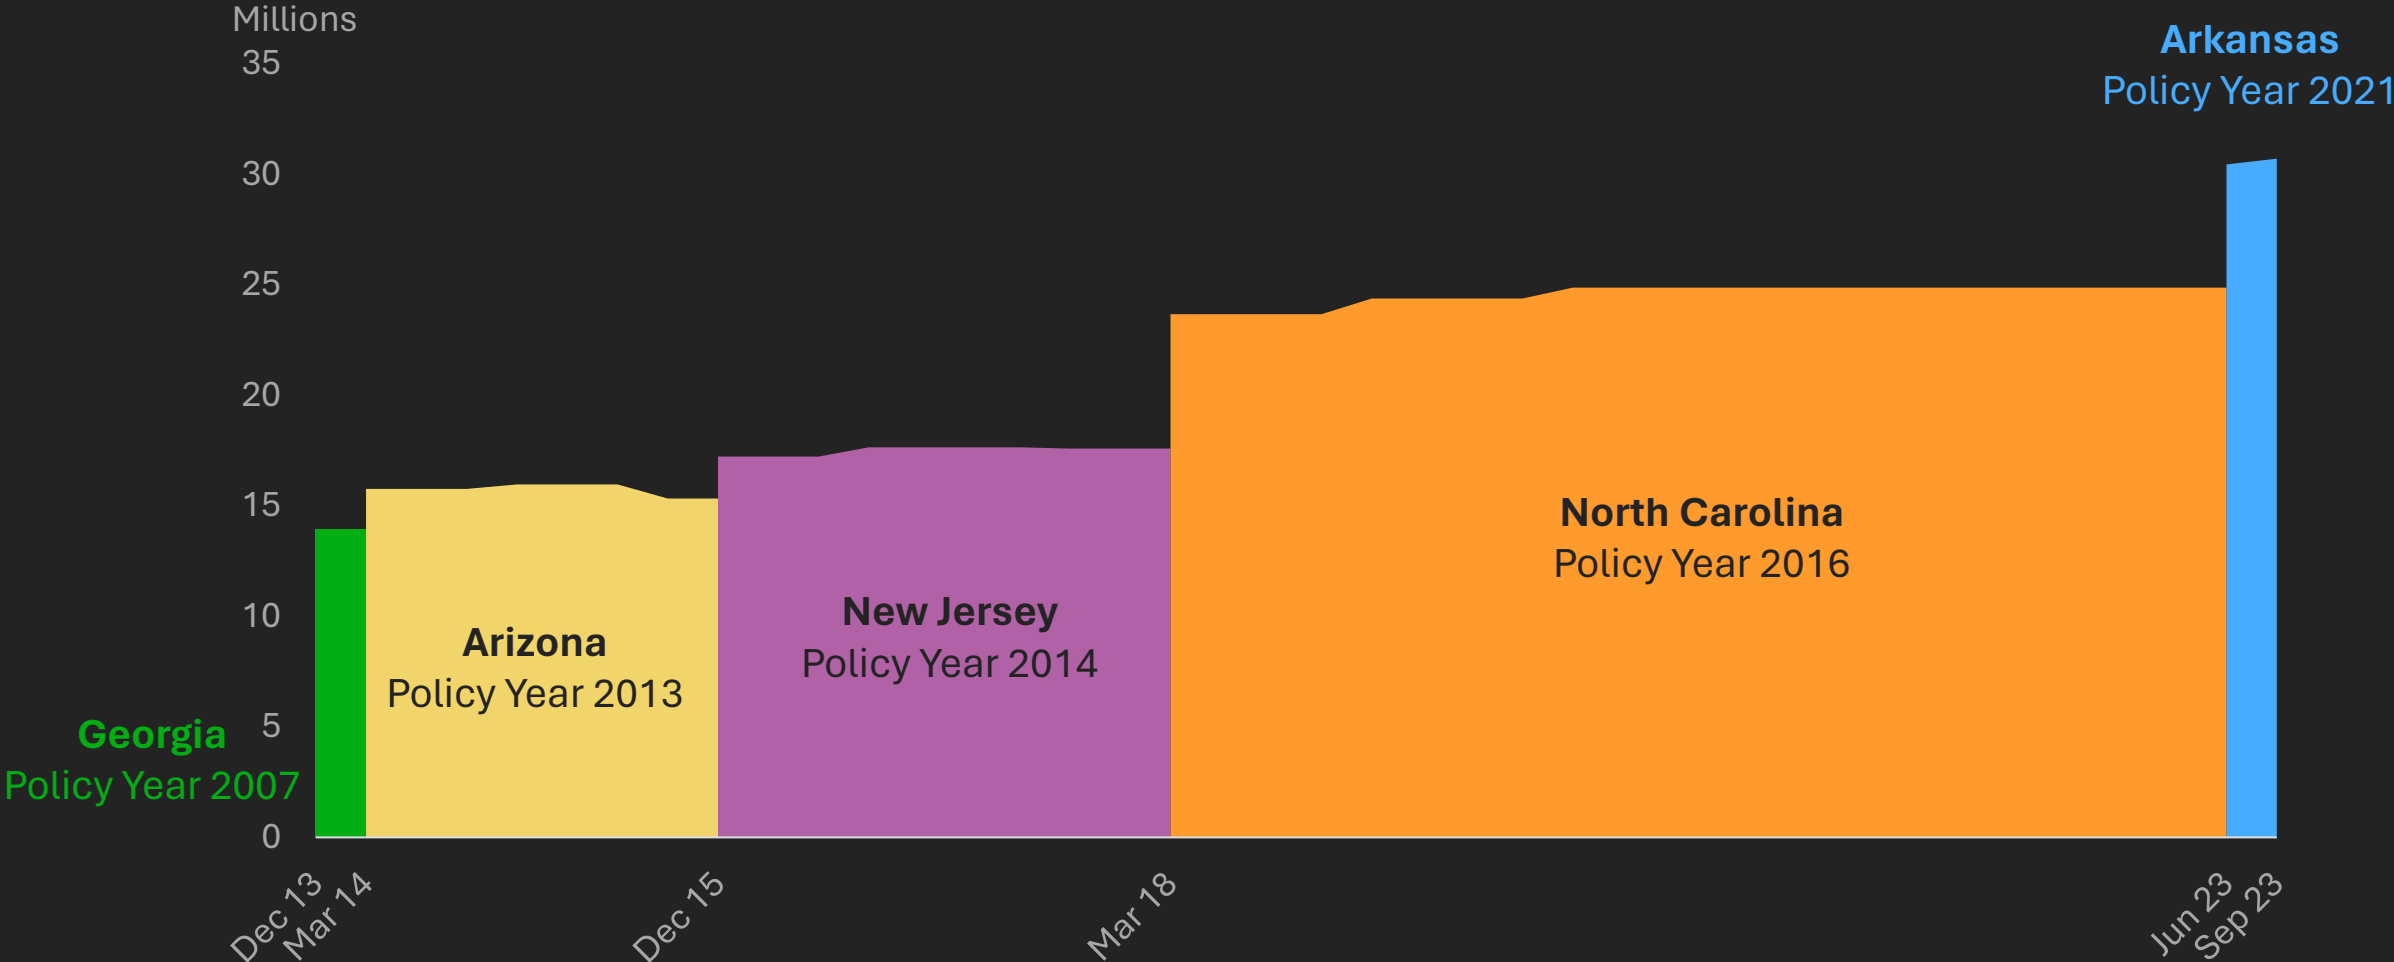 Millions
35
30
25
20
15
10
5
0
Georgia
Policy Year 2007
Arizona
Policy Year 2013
New Jersey
Policy Year 2014
North Carolina
Policy Year 2016
Arkansas
Policy Year 2021
Dec 13
Mar 14
Dec 15
Mar 18
Jun 23
Sep 23